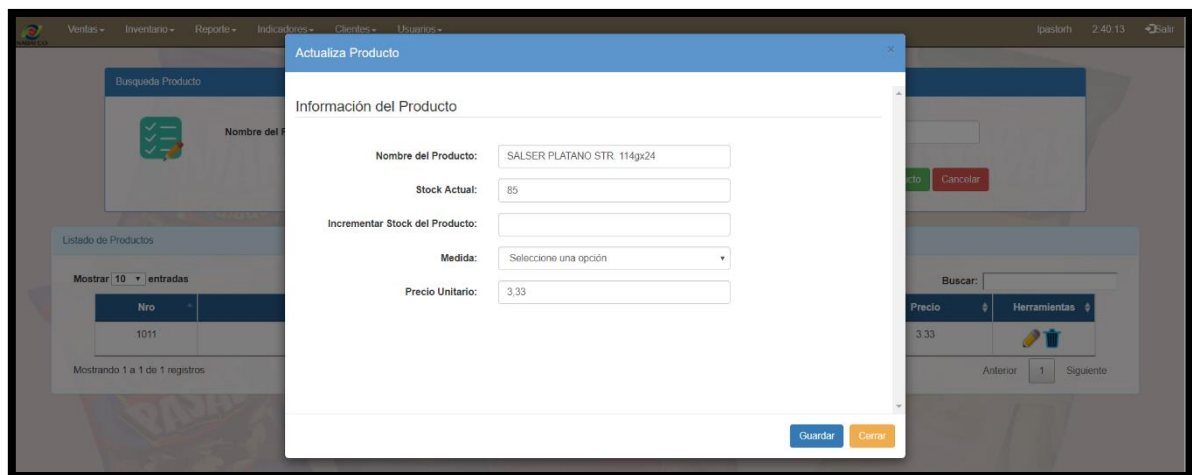 Ventas Inventario Reporte Indicadores Clientes Usuarios lpastorh 2:40:13 Salir
Actualiza Producto ×
Busqueda Producto
Información del Producto
Nombre del P
Nombre del Producto: SALSER PLATANO STR. 114gx24
cto Cancelar
Stock Actual: 85
Incrementar Stock del Producto:
Listado de Productos
Medida: Seleccione una opción
Mostrar 10 entradas Buscar:
Precio Unitario: 3,33
Nro Precio Herramientas
1011 3.33
Mostrando 1 a 1 de 1 registros Anterior 1 Siguiente
Guardar Cerrar